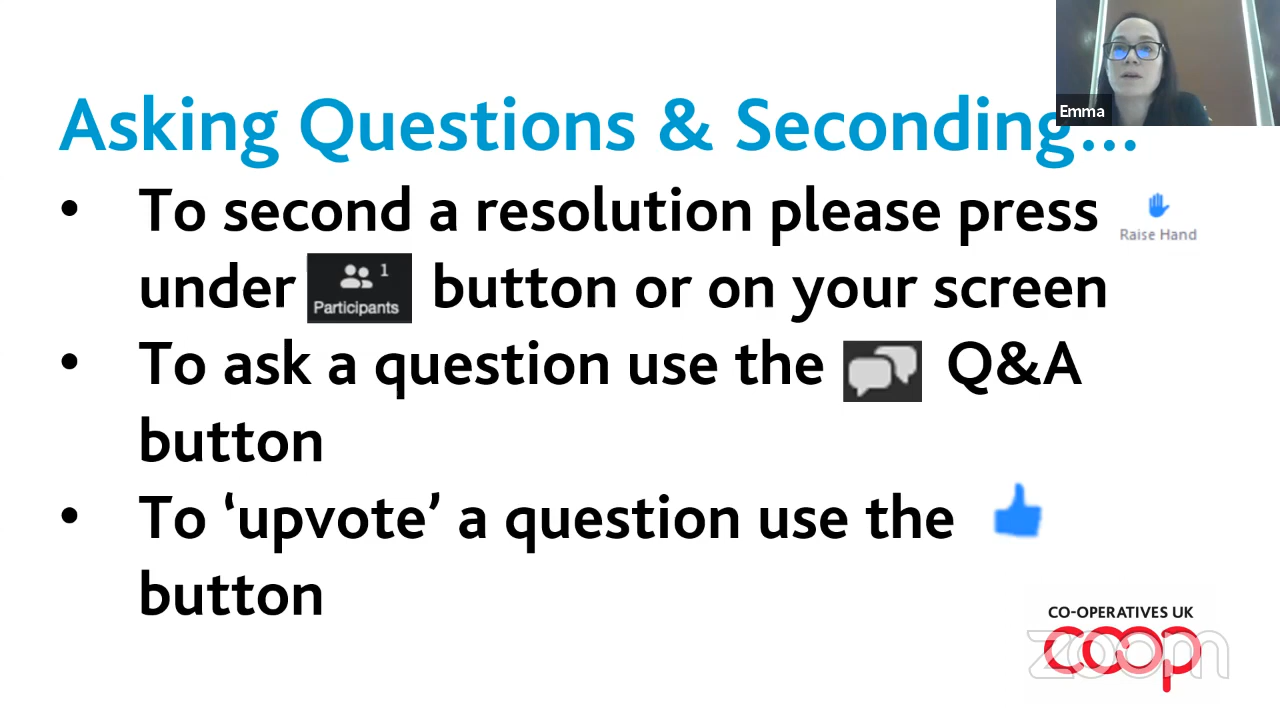 Emma
Asking Questions & Seconding...
• To second a resolution please press
Raise Hand
under
1
Participants
button or on your screen
• To ask a question use the Q&A
button
• To ‘upvote’ a question use the
button
CO-OPERATIVES UK
coop
zoom